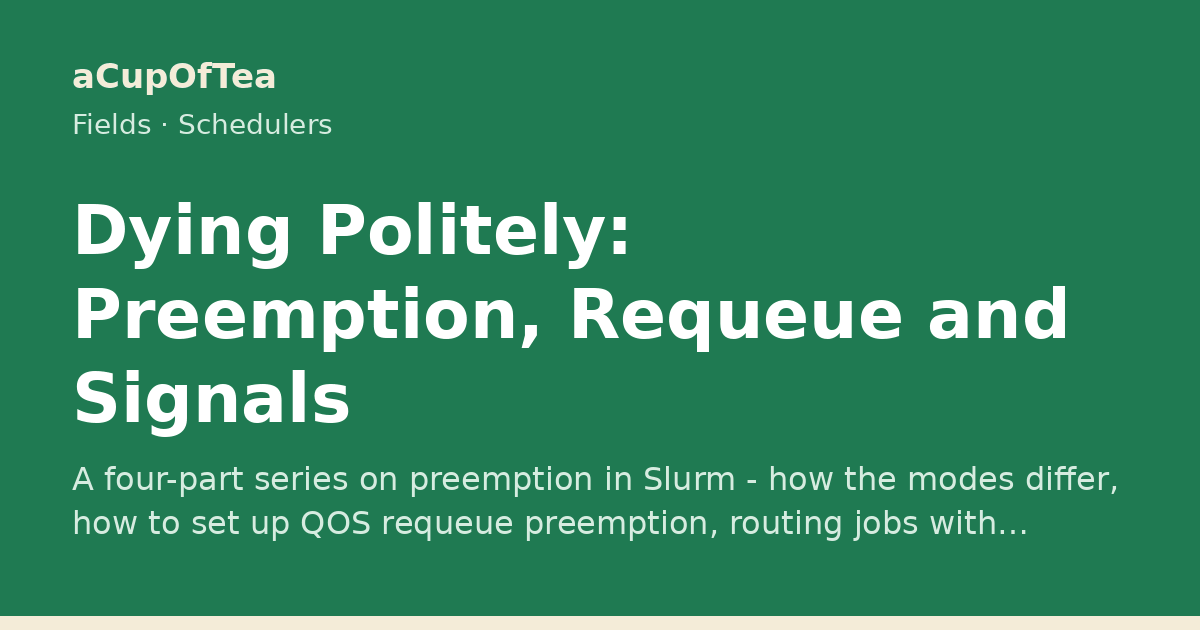 aCupOfTea
Fields · Schedulers
Dying Politely:
Preemption, Requeue and
Signals
A four-part series on preemption in Slurm - how the modes differ,
how to set up QOS requeue preemption, routing jobs with...